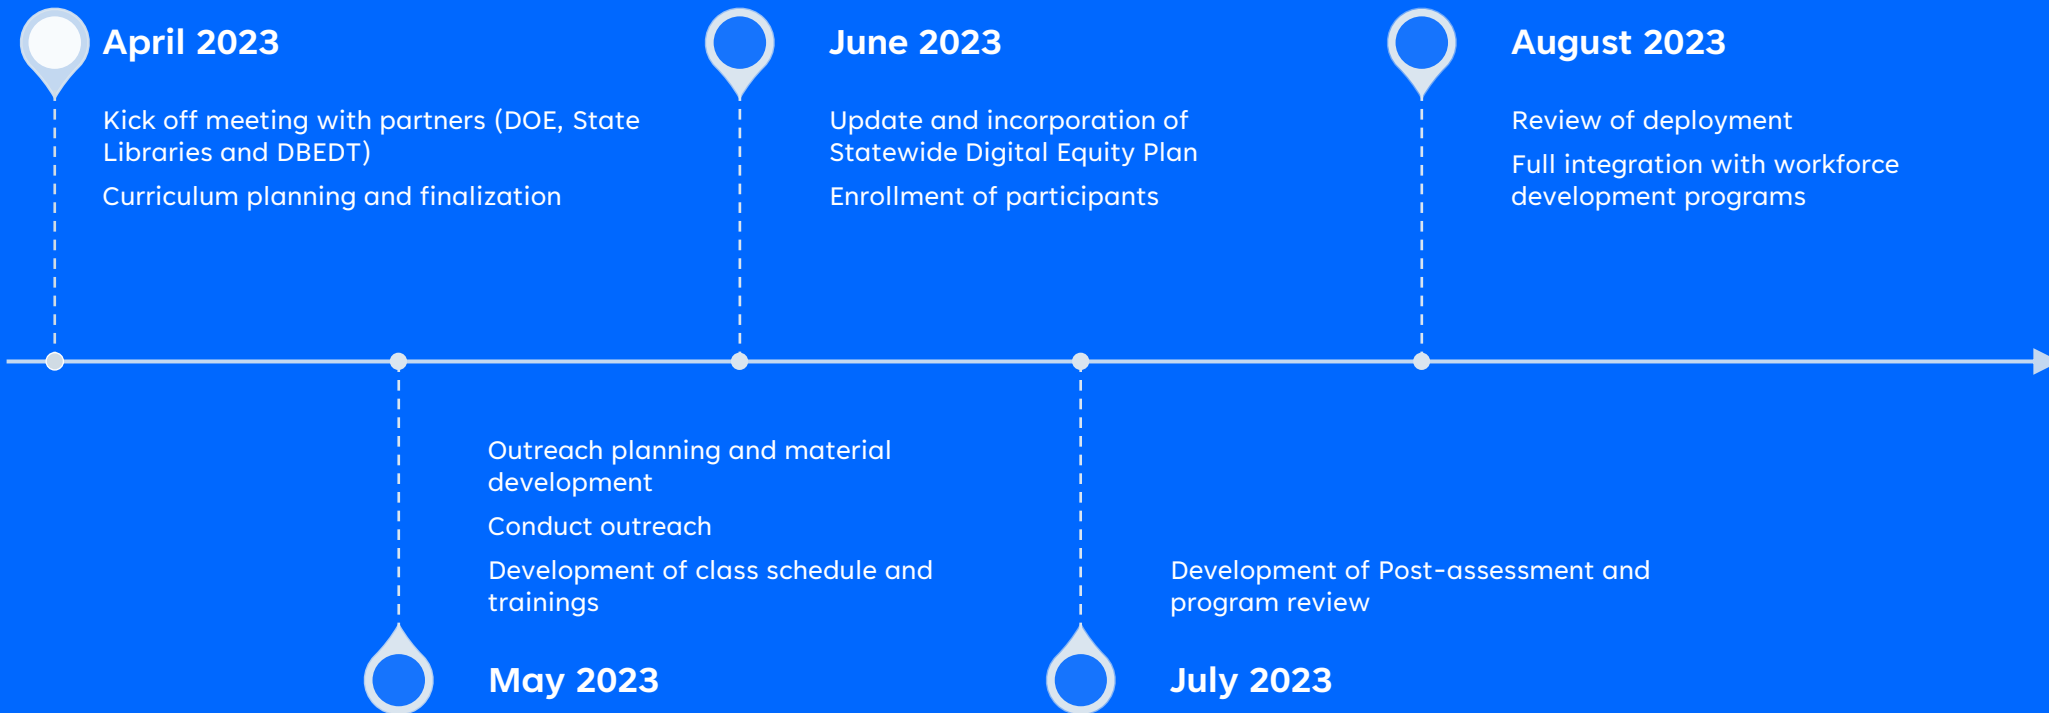 April 2023
Kick off meeting with partners (DOE, State
Libraries and DBEDT)
Curriculum planning and finalization
June 2023
Update and incorporation of
Statewide Digital Equity Plan
Enrollment of participants
August 2023
Review of deployment
Full integration with workforce
development programs
Outreach planning and material
development
Conduct outreach
Development of class schedule and
trainings
May 2023
Development of Post-assessment and
program review
July 2023